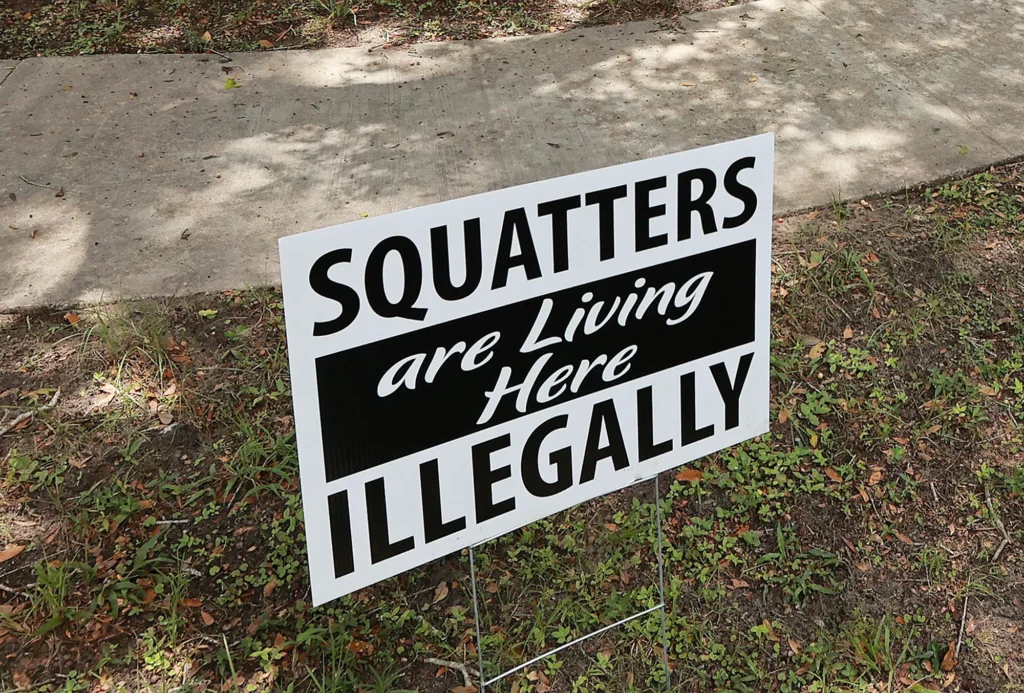 SQUATTERS
are Living
Here
ILLEGALLY